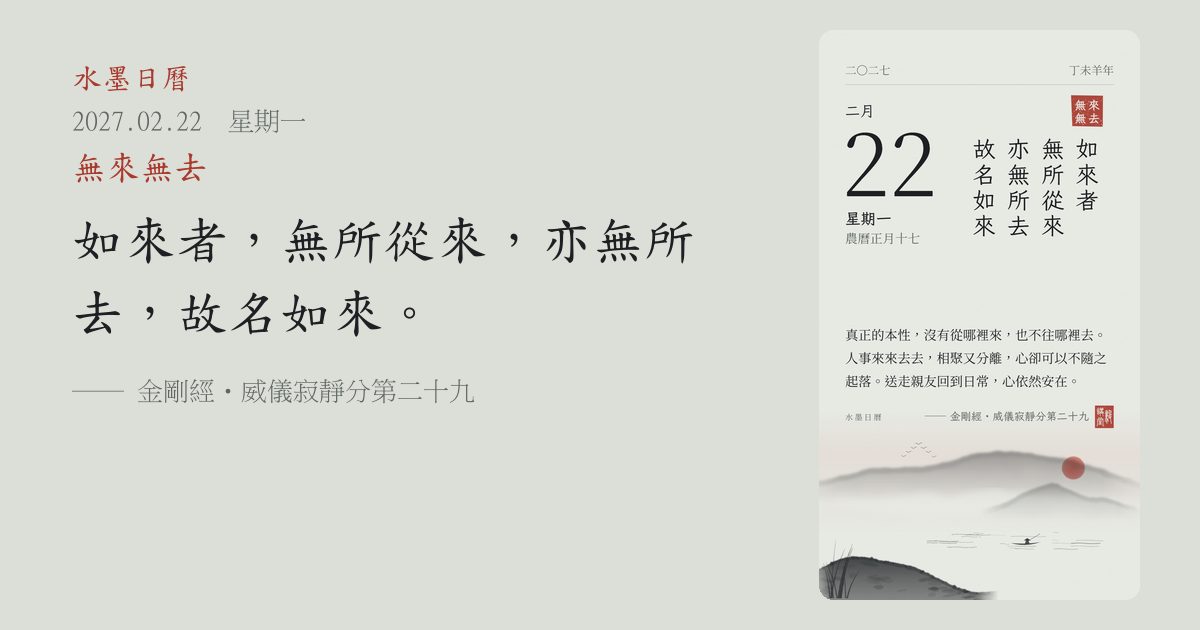 水墨日曆
2027.02.22 星期一
無來無去
如來者，無所從來，亦無所
去，故名如來。
—— 金剛經・威儀寂靜分第二十九
二〇二七
丁未羊年
二月
22
星期一
農曆正月十七
無來無去
如來者
無所從來
亦無所去
故名如來
真正的本性，沒有從哪裡來，也不往哪裡去。
人事來來去去，相聚又分離，心卻可以不隨之
起落。送走親友回到日常，心依然安在。
水墨日曆
—— 金剛經・威儀寂靜分第二十九